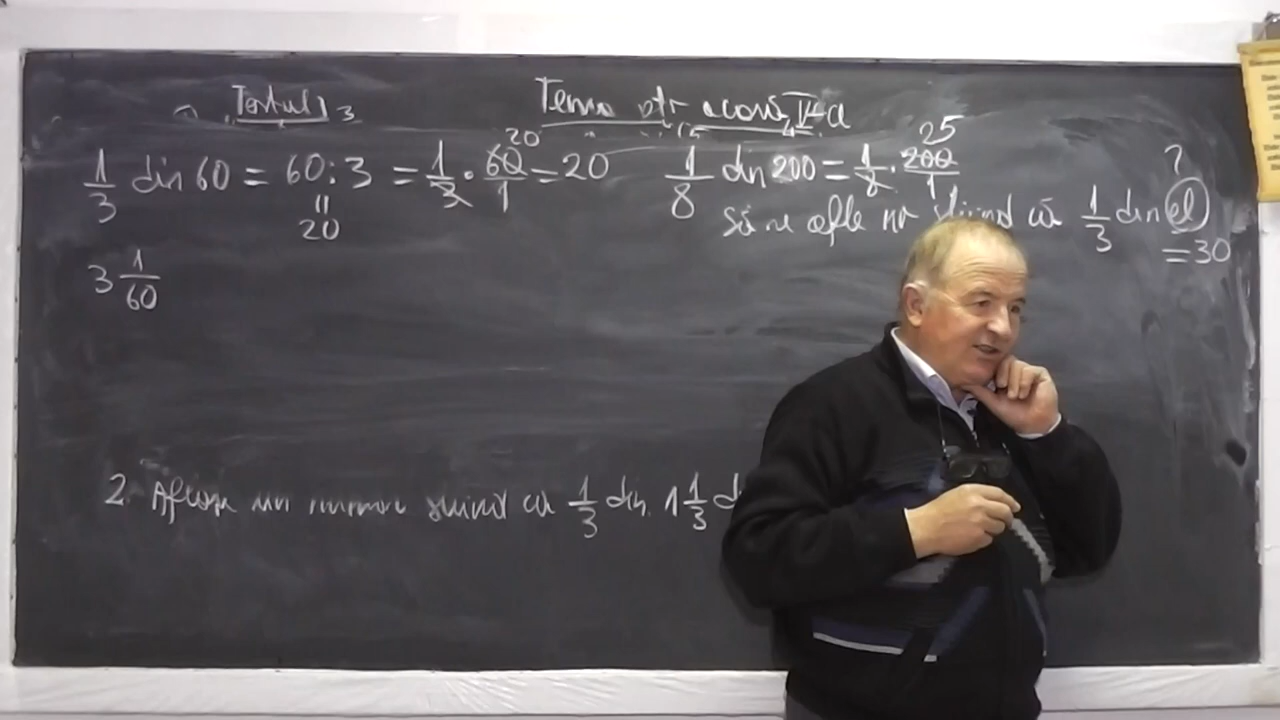 Testul 3
Tema ptr acasă V-a
1/3 din 60 = 60:3 = 1/3 · 60/1 = 20
20
20
1/8 din 200 = 1/8 · 200/1
25
să se afle nr știind că 1/3 din el = 30
?
3 1/60
2. Aflați un număr știind că 1/3 din 1 1/3 d